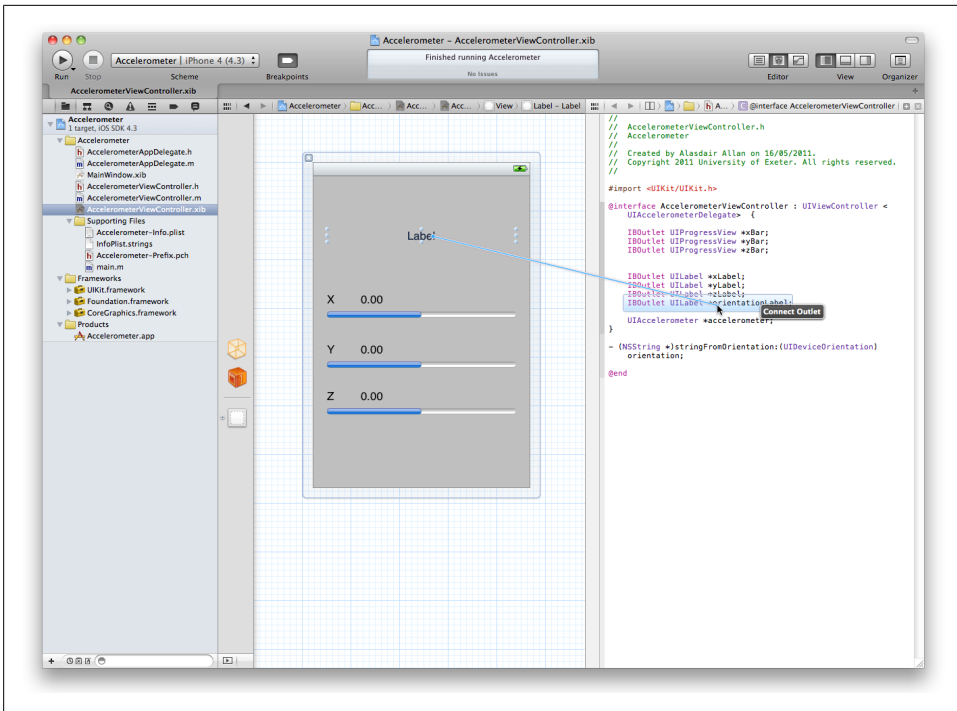 Accelerometer – AccelerometerViewController.xib
Accelerometer | iPhone 4 (4.3)
Finished running Accelerometer
No Issues
Run Stop Scheme Breakpoints Editor View Organizer
AccelerometerViewController.xib
Accelerometer
1 target, iOS SDK 4.3
Accelerometer
AccelerometerAppDelegate.h
AccelerometerAppDelegate.m
MainWindow.xib
AccelerometerViewController.h
AccelerometerViewController.m
AccelerometerViewController.xib
Supporting Files
Accelerometer-Info.plist
InfoPlist.strings
Accelerometer-Prefix.pch
main.m
Frameworks
UIKit.framework
Foundation.framework
CoreGraphics.framework
Products
Accelerometer.app
Accelerometer Acc... Acc... Acc... View Label – Label
Label
X 0.00
Y 0.00
Z 0.00
A... @interface AccelerometerViewController
//
// AccelerometerViewController.h
// Accelerometer
//
// Created by Alasdair Allan on 16/05/2011.
// Copyright 2011 University of Exeter. All rights reserved.
//
#import <UIKit/UIKit.h>
@interface AccelerometerViewController : UIViewController <
UIAccelerometerDelegate> {
IBOutlet UIProgressView *xBar;
IBOutlet UIProgressView *yBar;
IBOutlet UIProgressView *zBar;
IBOutlet UILabel *xLabel;
IBOutlet UILabel *yLabel;
IBOutlet UILabel *zLabel;
IBOutlet UILabel *orientationLabel;
Connect Outlet
UIAccelerometer *accelerometer;
}
- (NSString *)stringFromOrientation:(UIDeviceOrientation)
orientation;
@end